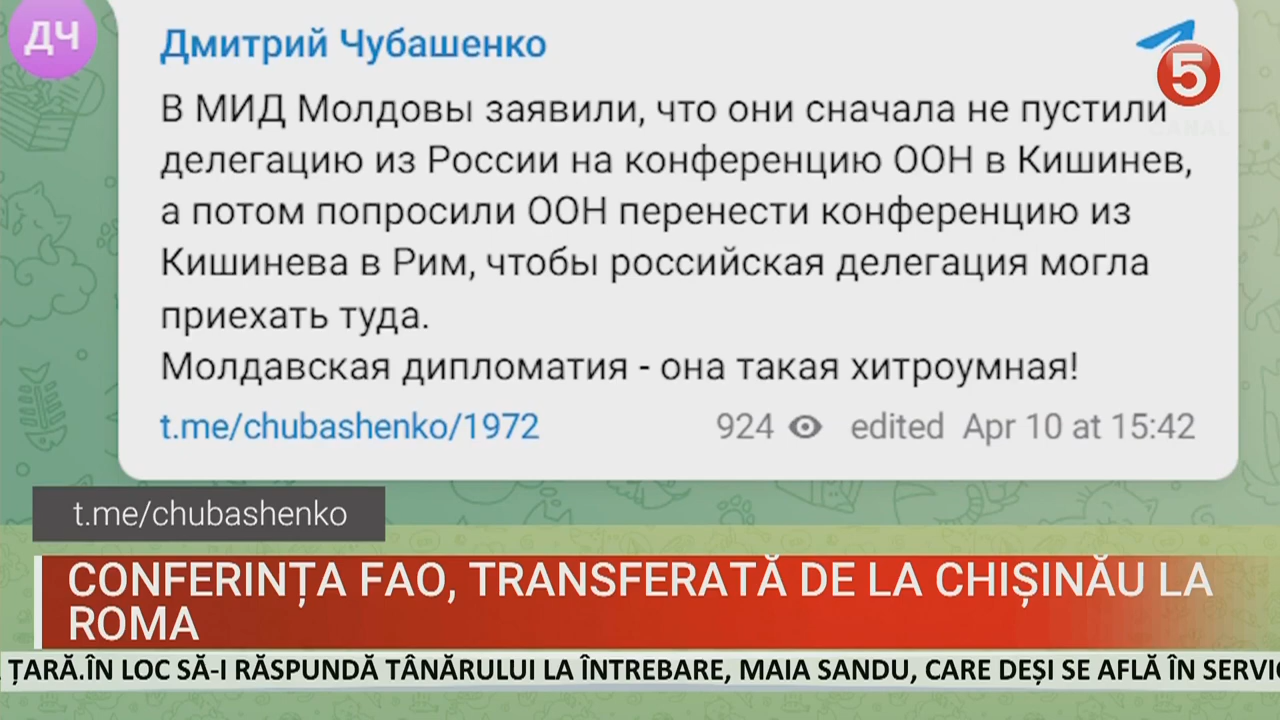 ДЧ
Дмитрий Чубашенко
5
CANAL
В МИД Молдовы заявили, что они сначала не пустили
делегацию из России на конференцию ООН в Кишинев,
а потом попросили ООН перенести конференцию из
Кишинева в Рим, чтобы российская делегация могла
приехать туда.
Молдавская дипломатия - она такая хитроумная!
t.me/chubashenko/1972 924 edited Apr 10 at 15:42
t.me/chubashenko
CONFERINȚA FAO, TRANSFERATĂ DE LA CHIȘINĂU LA
ROMA
ȚARĂ.ÎN LOC SĂ-I RĂSPUNDĂ TÂNĂRULUI LA ÎNTREBARE, MAIA SANDU, CARE DEȘI SE AFLĂ ÎN SERVIC